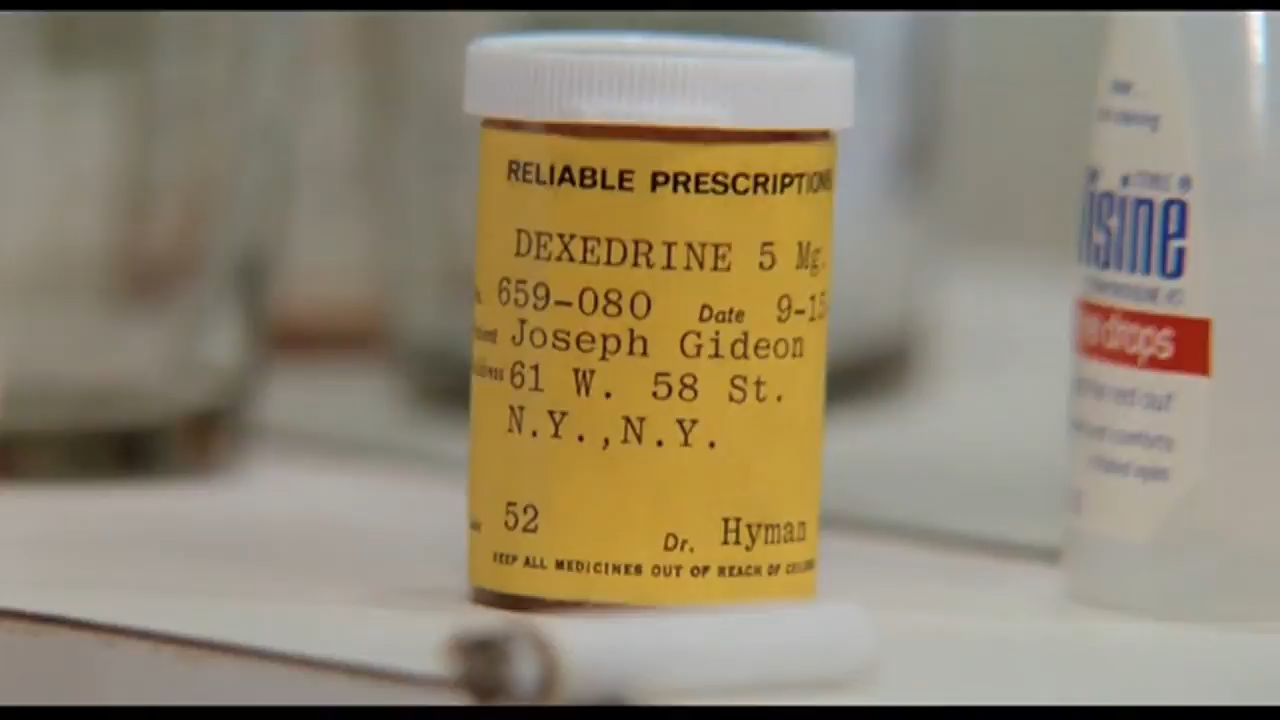 RELIABLE PRESCRIPTION
DEXEDRINE 5 Mg.
659-080 Date 9-15
Joseph Gideon
61 W. 58 St.
N.Y.,N.Y.
52
Dr. Hyman
KEEP ALL MEDICINES OUT OF REACH OF
isine
drops